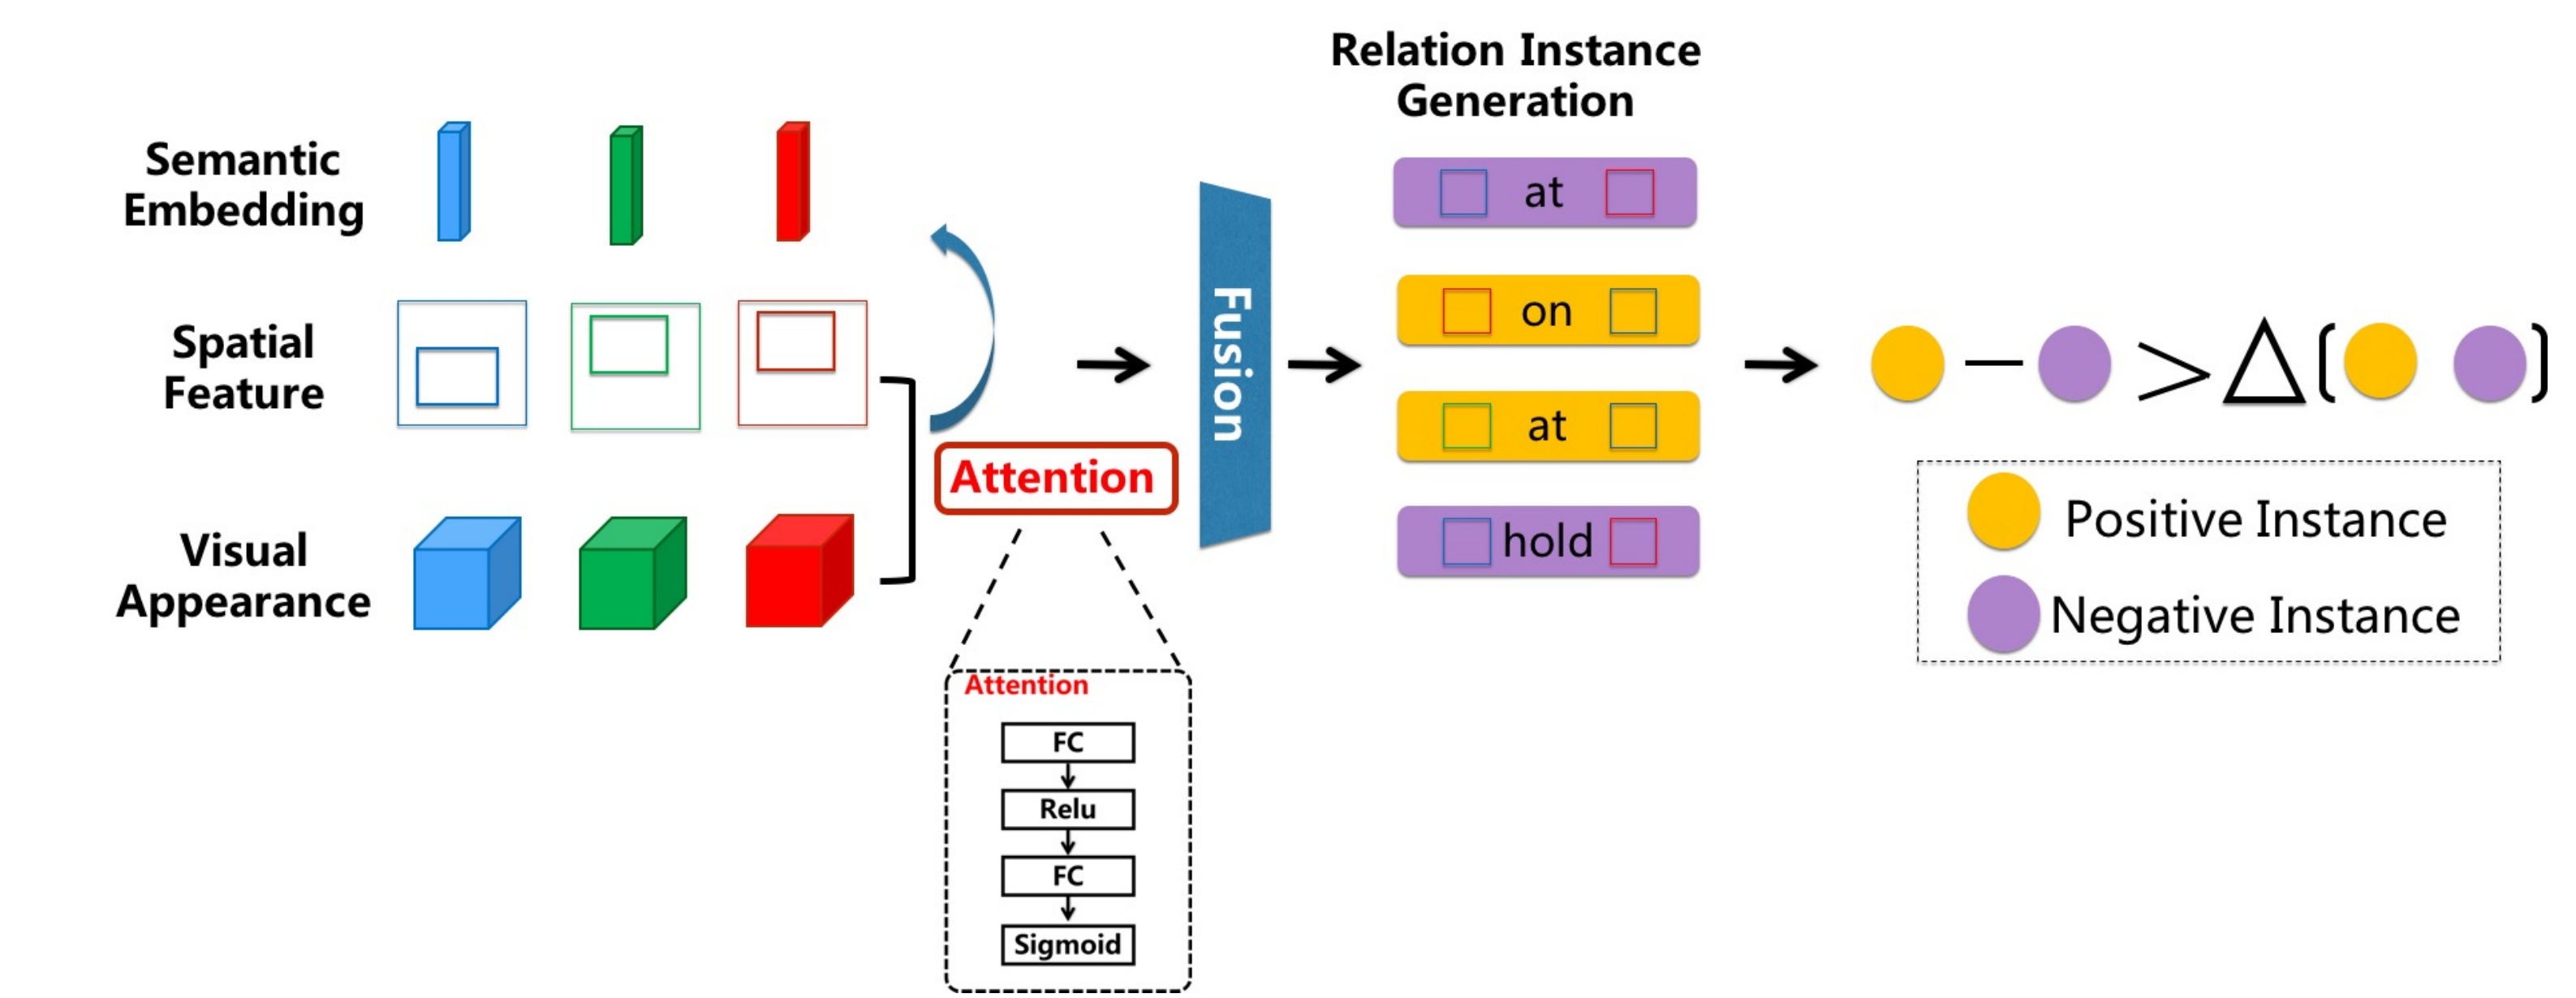 Semantic
Embedding
Spatial
Feature
Visual
Appearance
Attention
Attention
FC
Relu
FC
Sigmoid
Fusion
Relation Instance
Generation
at
on
at
hold
— > △ ( )
Positive Instance
Negative Instance